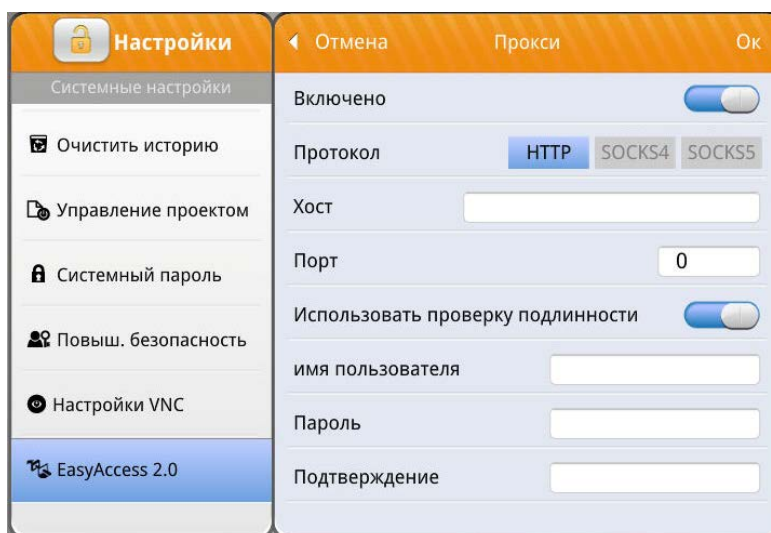 Настройки
Системные настройки
Очистить историю
Управление проектом
Системный пароль
Повыш. безопасность
Настройки VNC
EasyAccess 2.0
Отмена Прокси Ок
Включено
Протокол HTTP SOCKS4 SOCKS5
Хост
Порт 0
Использовать проверку подлинности
имя пользователя
Пароль
Подтверждение